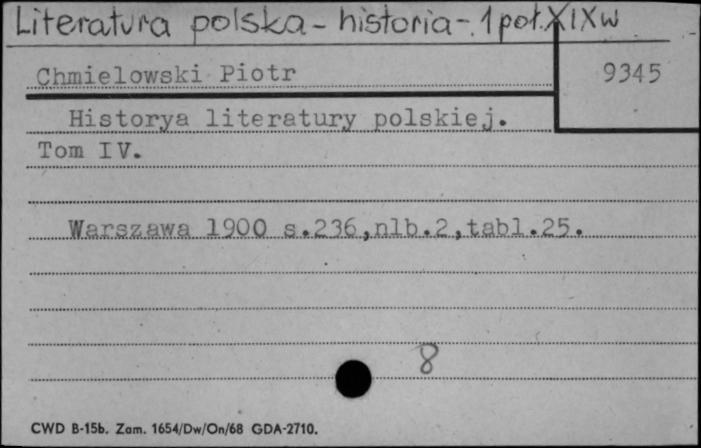 Literatura polska - historia - 1 poł. XIX w
Chmielowski Piotr
9345
Historya literatury polskiej.
Tom IV.
Warszawa 1900 s.236,nlb.2,tabl.25.
8
CWD B-15b. Zam. 1654/Dw/On/68 GDA-2710.